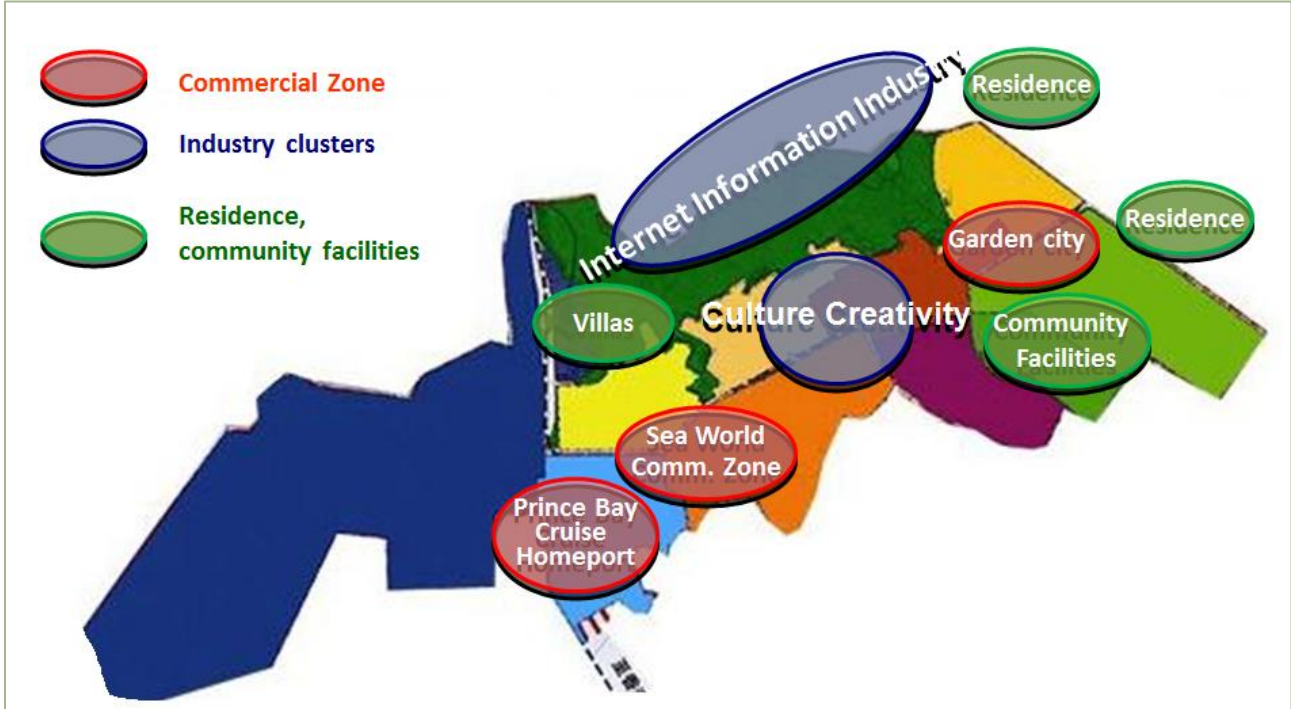 Commercial Zone
Industry clusters
Residence,
community facilities
Internet Information Industry
Residence
Residence
Garden city
Villas
Culture Creativity
Community
Facilities
Sea World
Comm. Zone
Prince Bay
Cruise
Homeport